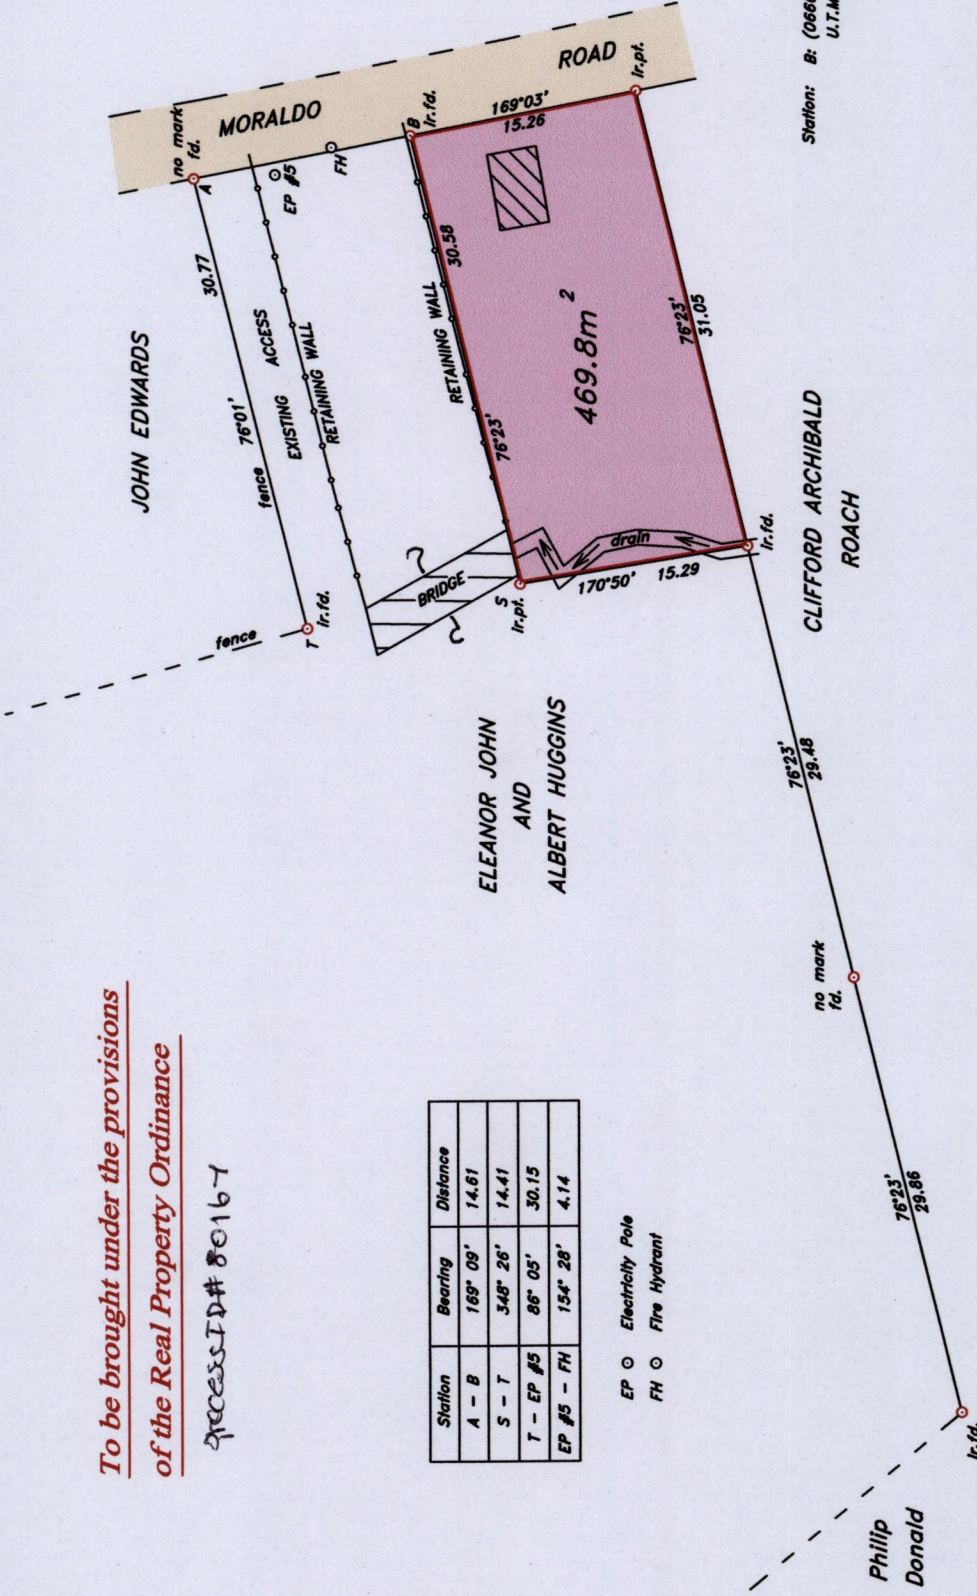 To be brought under the provisions
of the Real Property Ordinance
JOHN EDWARDS
MORALDO
ROAD
no mark
fd.
A
30.77
76°01'
fence
T
Ir.fd.
fence
EXISTING ACCESS
RETAINING WALL
EP #5
FH
B
Ir.fd.
169°03'
15.26
Ir.pt.
RETAINING WALL
30.58
76°23'
469.8m²
76°23'
31.05
BRIDGE
S
Ir.pt.
drain
170°50'
15.29
Ir.fd.
ELEANOR JOHN
AND
ALBERT HUGGINS
CLIFFORD ARCHIBALD
ROACH
76°23'
29.48
no mark
fd.
76°23'
29.86
Ir.fd.
Philip
Donald
Station Bearing Distance
A - B 169° 09' 14.61
S - T 348° 26' 14.41
T - EP #5 86° 05' 30.15
EP #5 - FH 154° 28' 4.14
EP ⊙ Electricity Pole
FH ⊙ Fire Hydrant
Station: B: